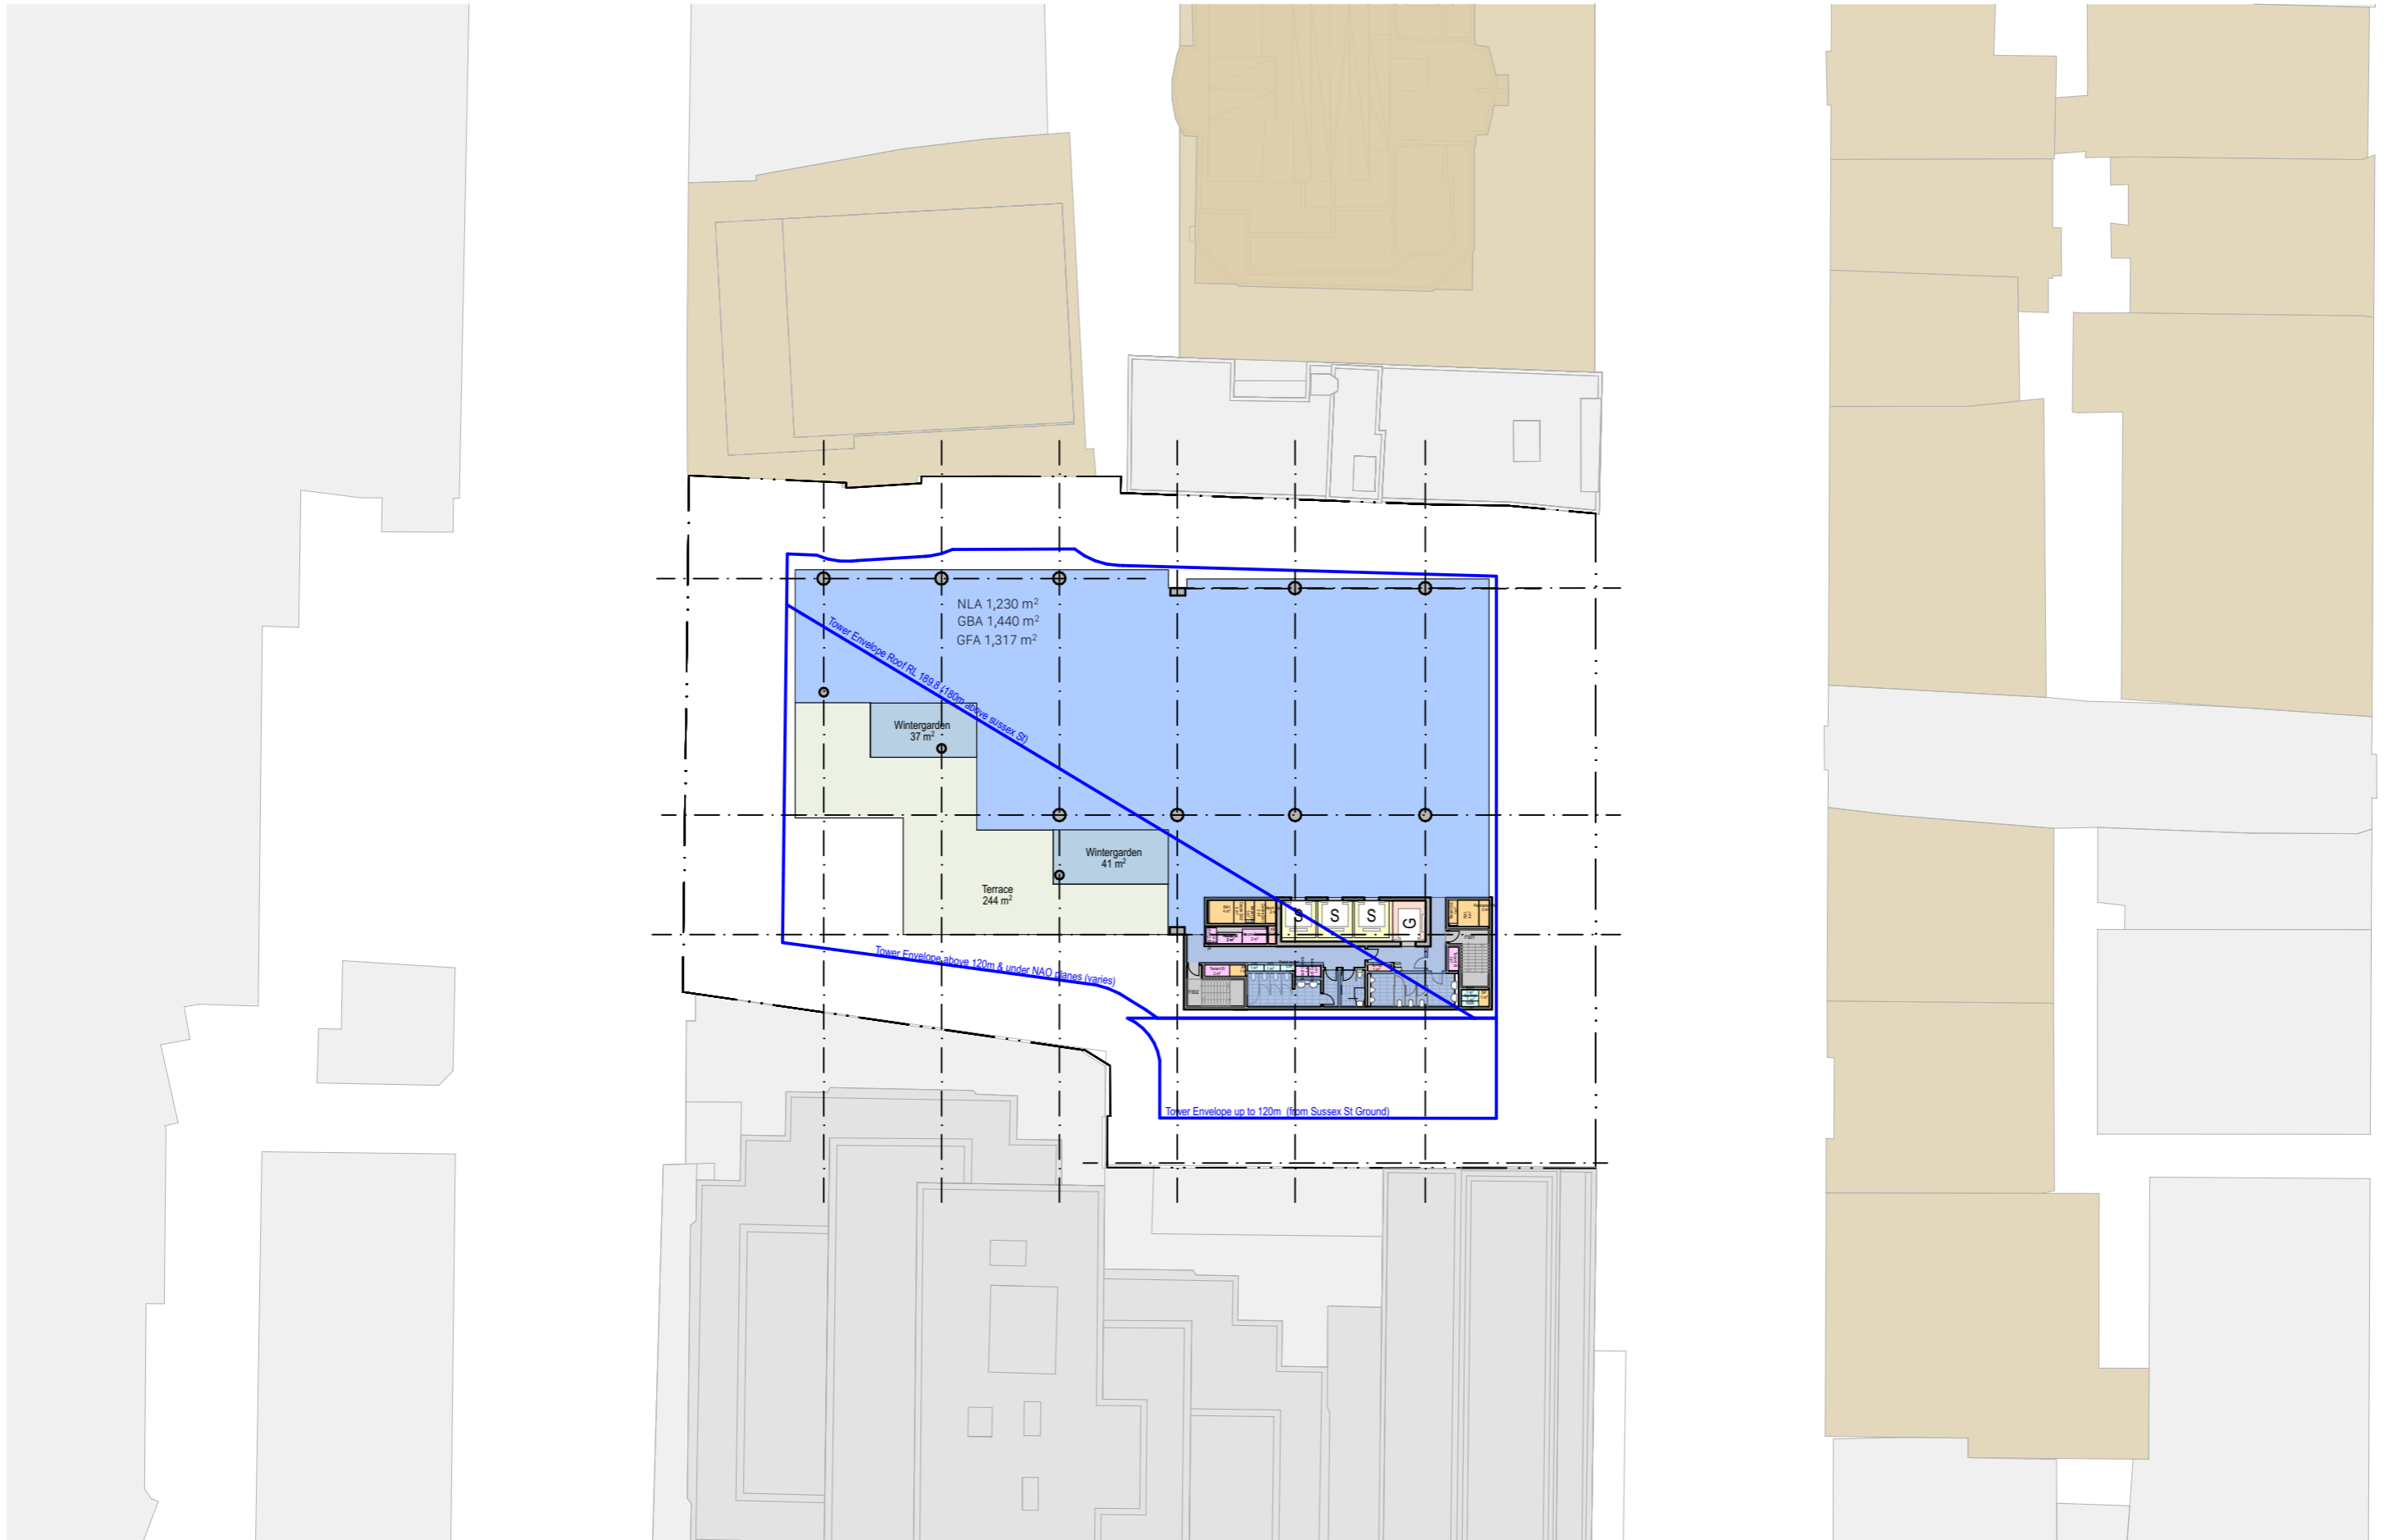 NLA 1,230 m²
GBA 1,440 m²
GFA 1,317 m²
Tower Envelope Roof RL 189.8 (180m above sussex St)
Wintergarden
37 m²
Wintergarden
41 m²
Terrace
244 m²
S
S
S
G
Tower Envelope above 120m & under NAO planes (varies)
Tower Envelope up to 120m (from Sussex St Ground)